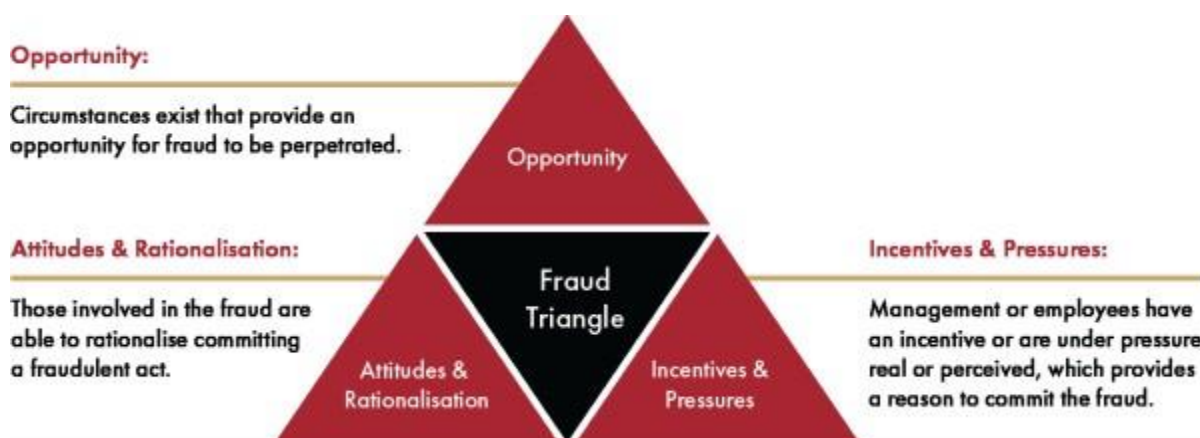 Opportunity:
Circumstances exist that provide an
opportunity for fraud to be perpetrated.
Opportunity
Attitudes & Rationalisation:
Those involved in the fraud are
able to rationalise committing
a fraudulent act.
Fraud
Triangle
Attitudes &
Rationalisation
Incentives &
Pressures
Incentives & Pressures:
Management or employees have
an incentive or are under pressure
real or perceived, which provides
a reason to commit the fraud.